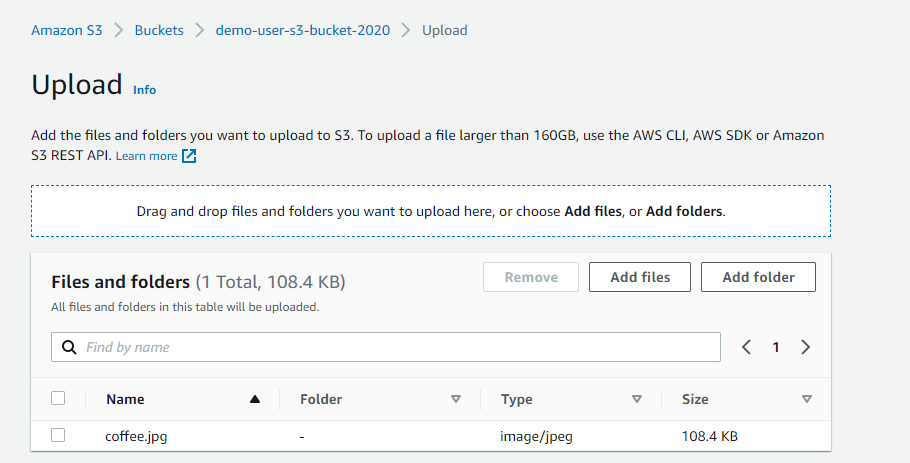 Amazon S3 > Buckets > demo-user-s3-bucket-2020 > Upload
Upload Info
Add the files and folders you want to upload to S3. To upload a file larger than 160GB, use the AWS CLI, AWS SDK or Amazon
S3 REST API. Learn more
Drag and drop files and folders you want to upload here, or choose Add files, or Add folders.
Files and folders (1 Total, 108.4 KB) Remove Add files Add folder
All files and folders in this table will be uploaded.
Find by name < 1 >
Name Folder Type Size
coffee.jpg - image/jpeg 108.4 KB